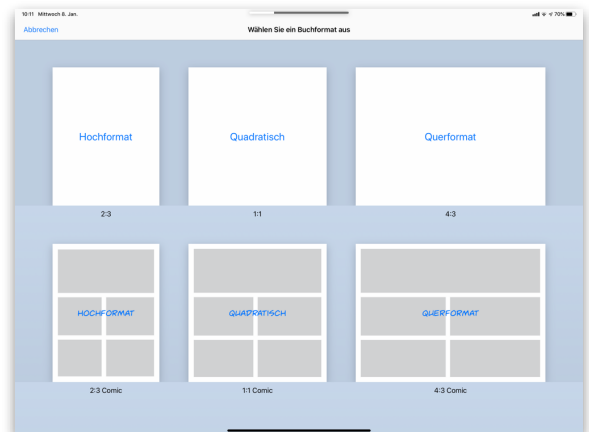 10:11 Mittwoch 8. Jan.
70%
Abbrechen
Wählen Sie ein Buchformat aus
Hochformat
Quadratisch
Querformat
2:3
1:1
4:3
HOCHFORMAT
QUADRATISCH
QUERFORMAT
2:3 Comic
1:1 Comic
4:3 Comic